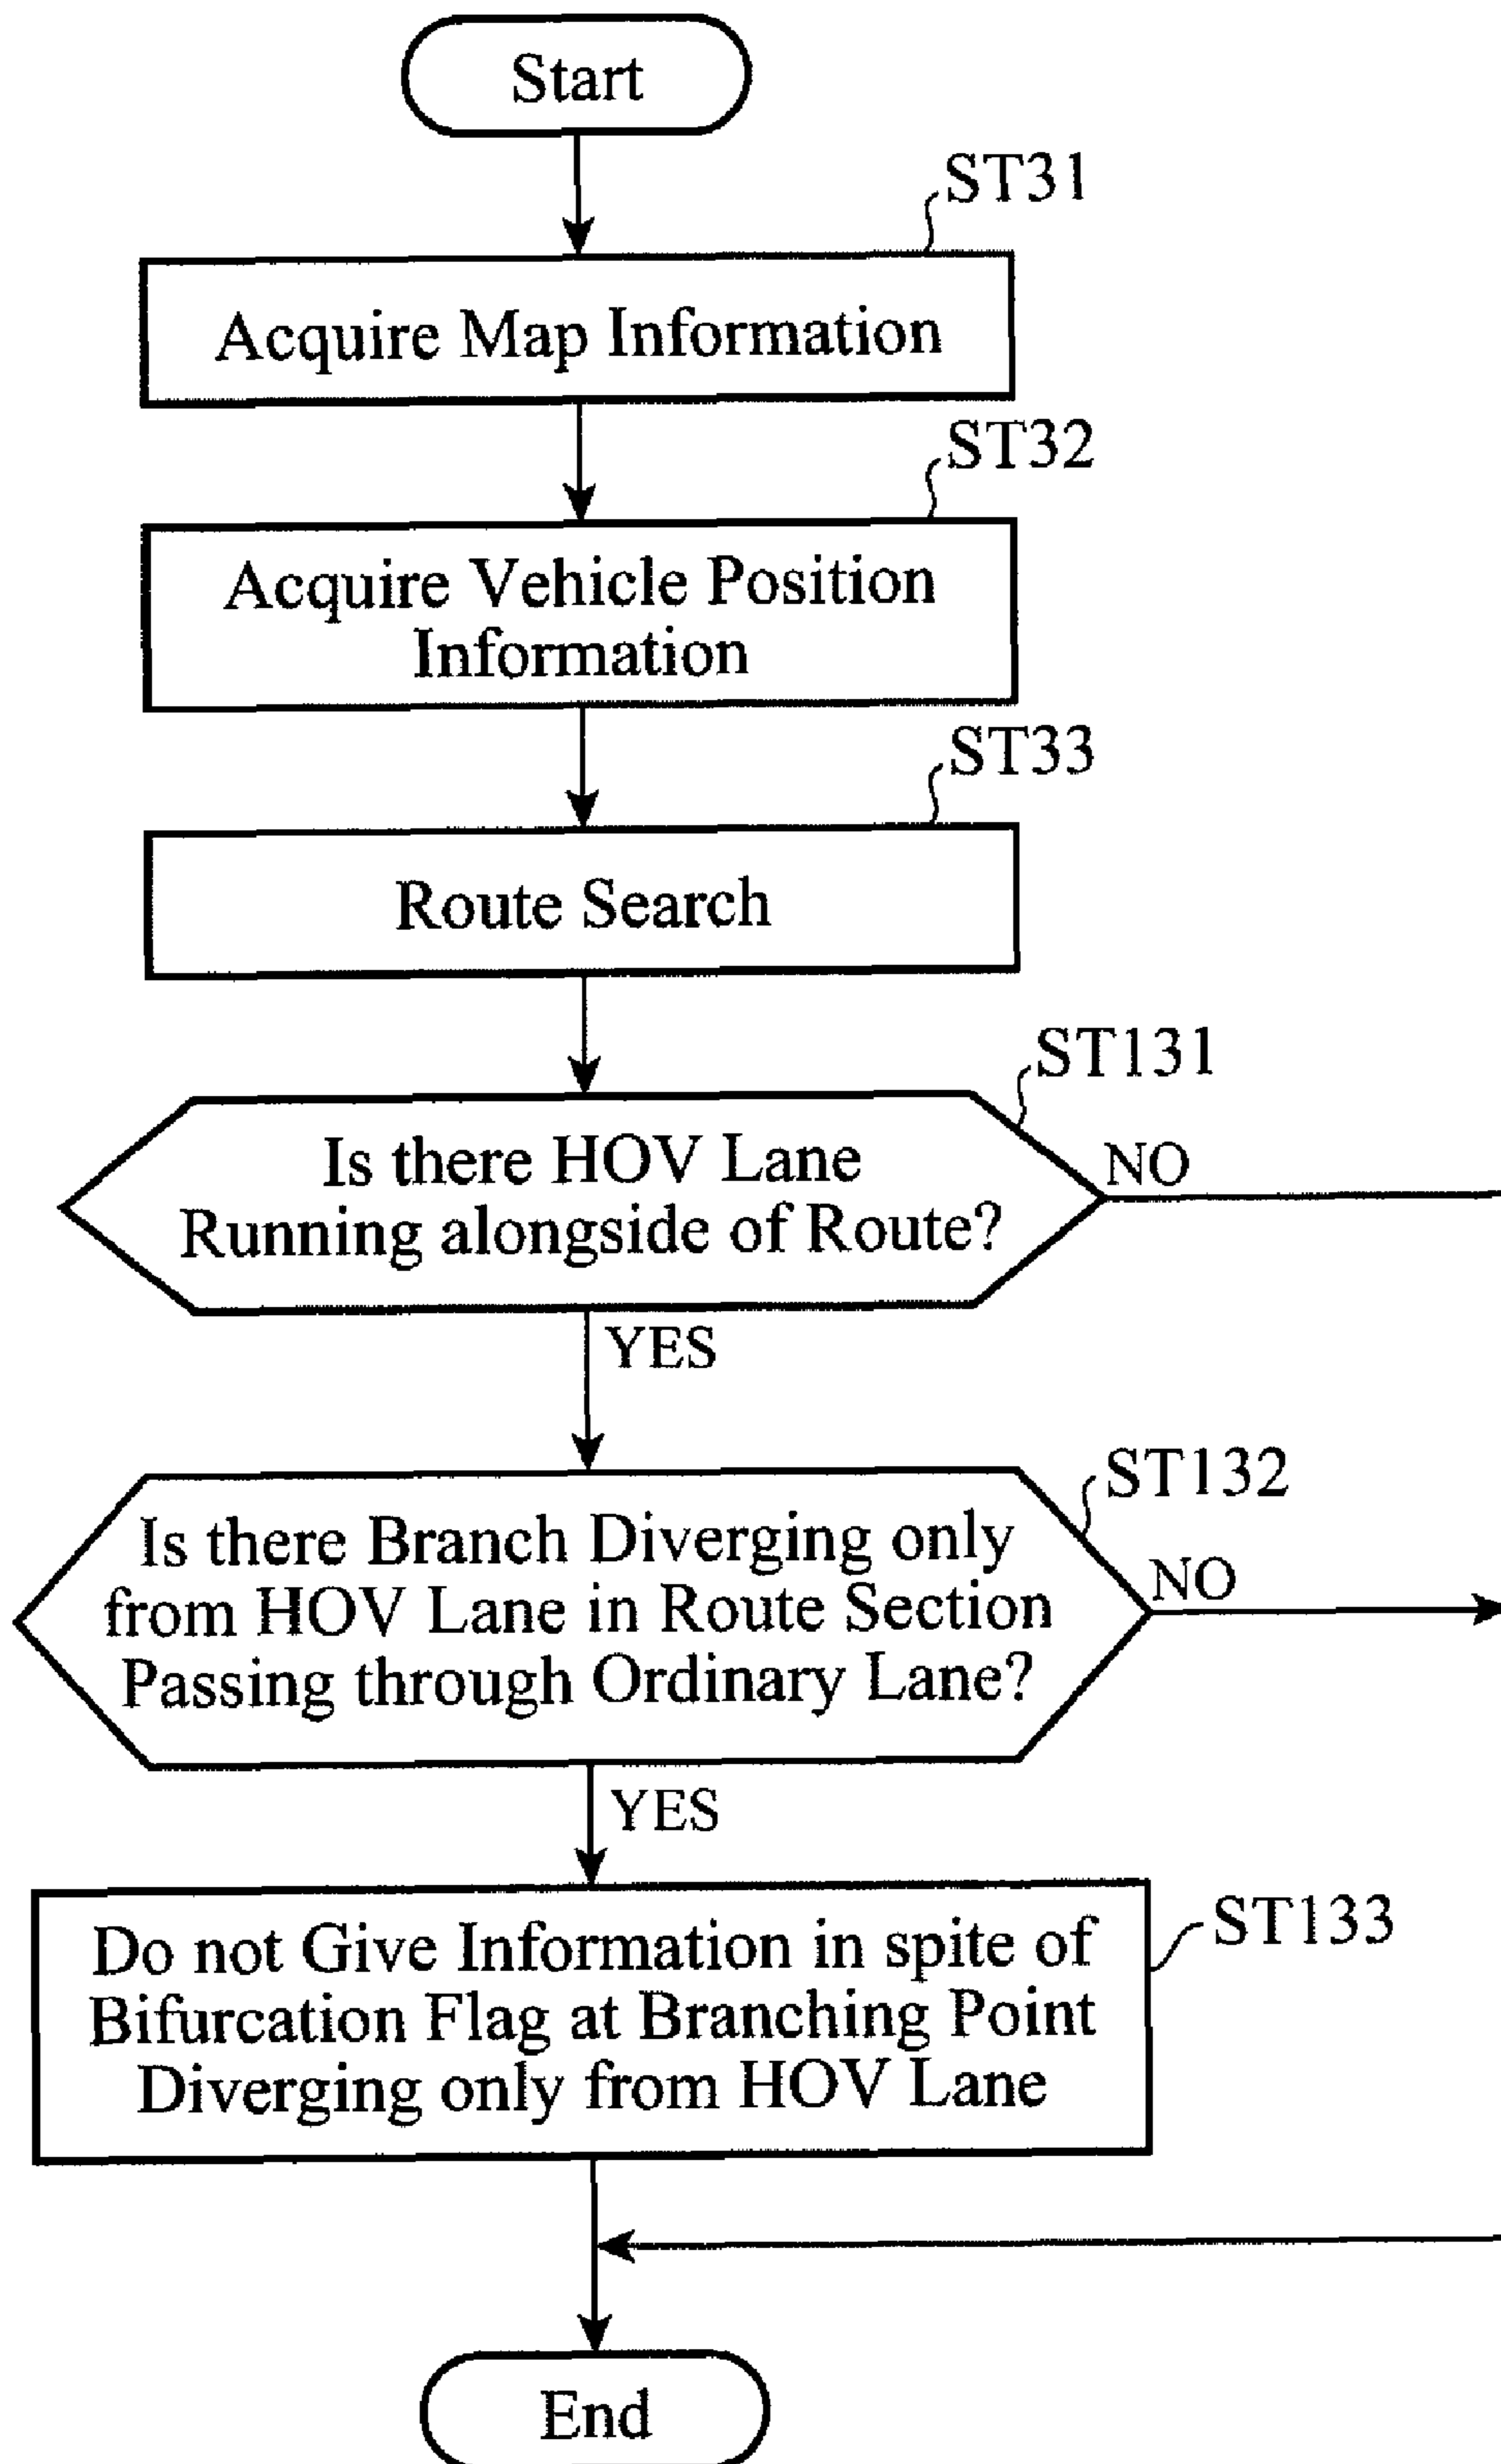 Start
ST31
Acquire Map Information
ST32
Acquire Vehicle Position
Information
ST33
Route Search
ST131
Is there HOV Lane
Running alongside of Route?
NO
YES
ST132
Is there Branch Diverging only
from HOV Lane in Route Section
Passing through Ordinary Lane?
NO
YES
ST133
Do not Give Information in spite of
Bifurcation Flag at Branching Point
Diverging only from HOV Lane
End